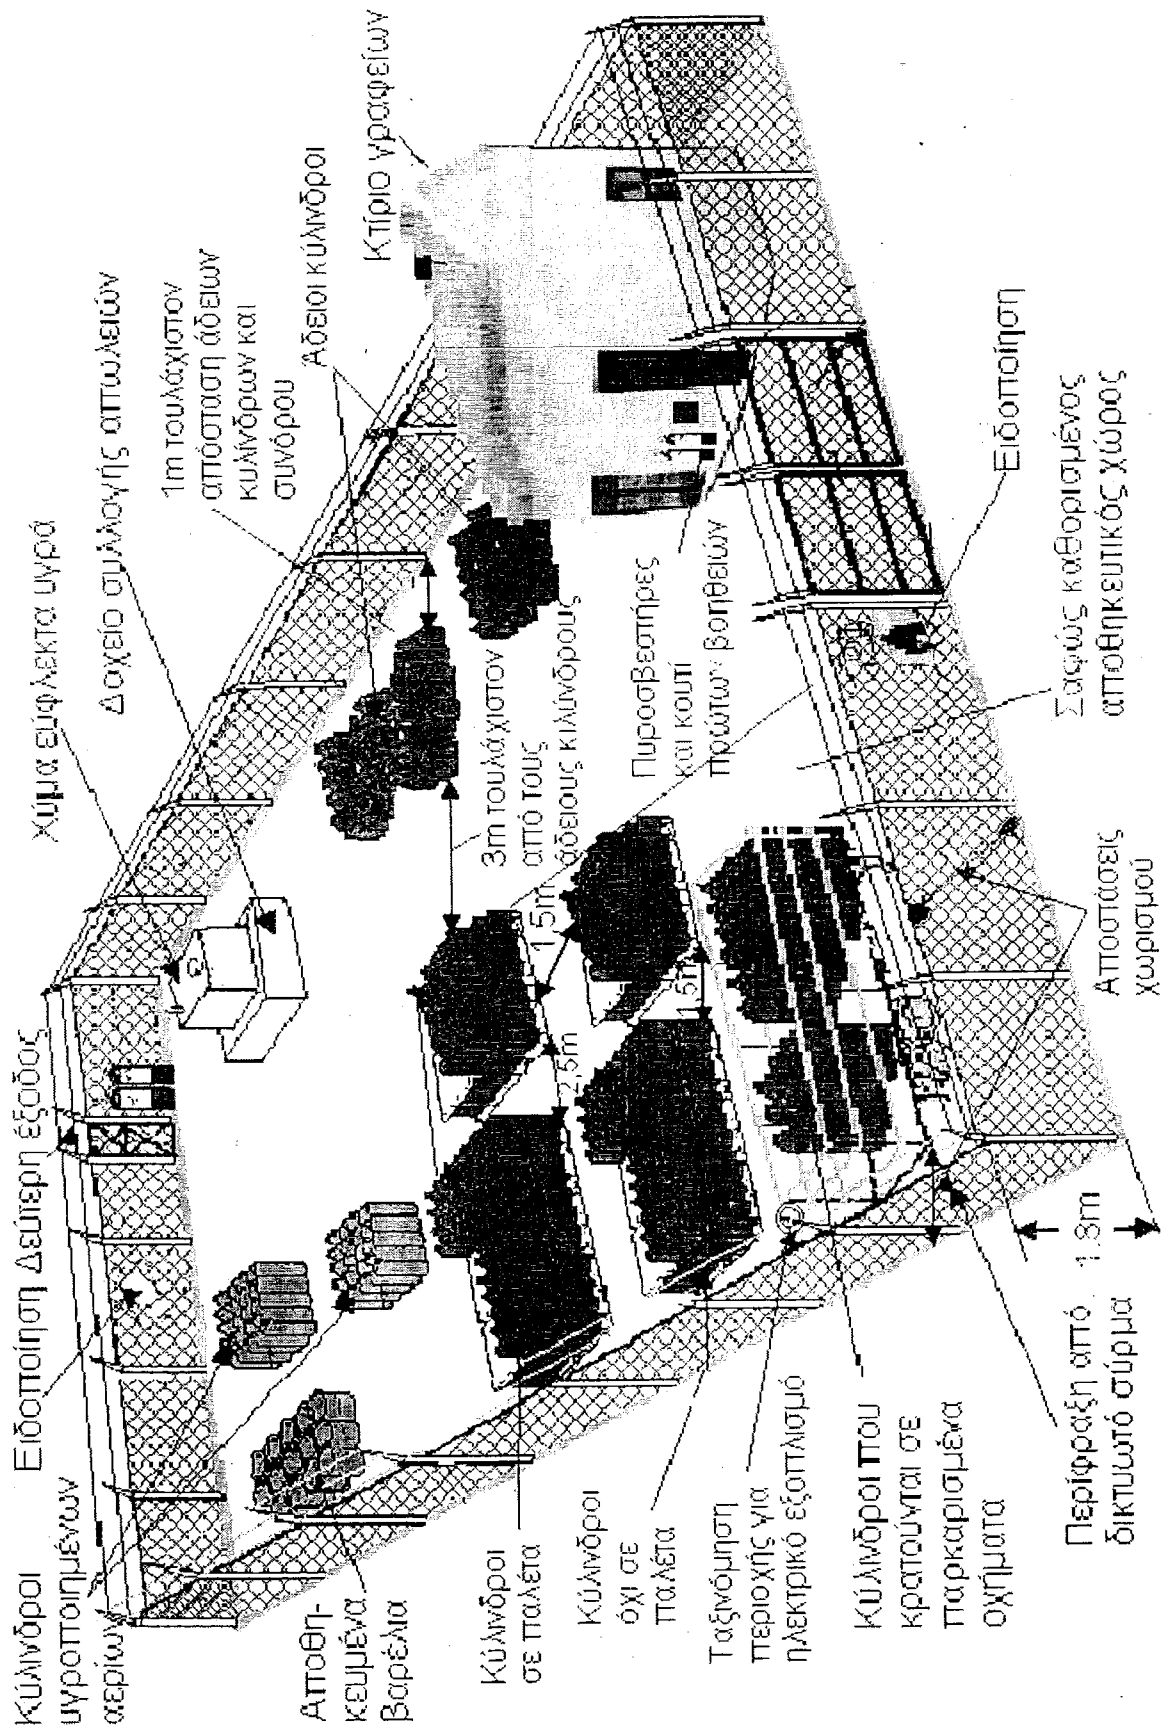 Κύλινδροι
υγροποιημένων
αερίων
Ειδοποίηση
Δεύτερη έξοδος
Χύμα εύφλεκτα υγρά
Δοχείο συλλογής απωλειών
1m τουλάχιστον
απόσταση άδειων
κυλίνδρων και
συνόρου
Άδειοι κύλινδροι
Κτίριο γραφείων
3m τουλάχιστον
από τους
άδειους κιλίνδρους
1.5m
2,5m
1.5m
Πυροσβεστήρες
και κουτί
πρώτων βοηθειών
Αποθη-
κευμένα
βαρέλια
Κύλινδροι
σε παλέτα
Κύλινδροι
όχι σε
παλέτα
Ταξινόμηση
περιοχής για
ηλεκτρικό εξοπλισμό
Κύλινδροι που
κρατούνται σε
παρκαρισμένα
οχήματα
Περίφραξη από
δικτυωτό σύρμα
1.8m
Αποστάσεις
χωρισμού
Σαφώς καθορισμένος
αποθηκευτικός χώρος
Ειδοποίηση